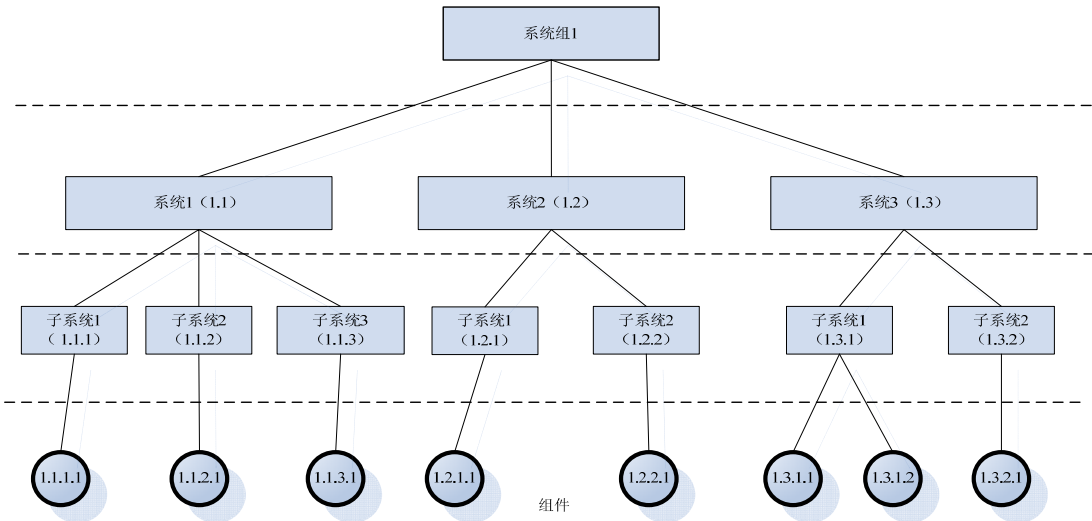 系统组1
系统1（1.1）
系统2（1.2）
系统3（1.3）
子系统1
（1.1.1）
子系统2
（1.1.2）
子系统3
（1.1.3）
子系统1
（1.2.1）
子系统2
（1.2.2）
子系统1
（1.3.1）
子系统2
（1.3.2）
1.1.1.1
1.1.2.1
1.1.3.1
1.2.1.1
1.2.2.1
1.3.1.1
1.3.1.2
1.3.2.1
组件